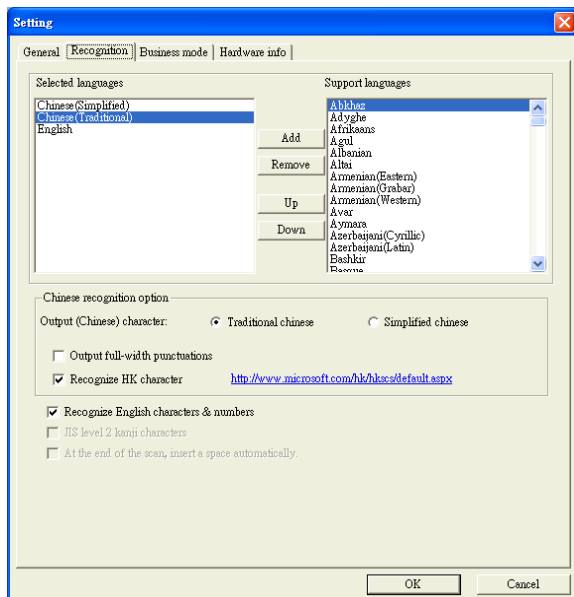 Setting
General Recognition Business mode Hardware info
Selected languages
Support languages
Chinese(Simplified)
Chinese(Traditional)
English
Add
Remove
Up
Down
Abkhaz
Adyghe
Afrikaans
Agul
Albanian
Altai
Armenian(Eastern)
Armenian(Grabar)
Armenian(Western)
Avar
Aymara
Azerbaijani(Cyrillic)
Azerbaijani(Latin)
Bashkir
Basque
Chinese recognition option
Output (Chinese) character: Traditional chinese Simplified chinese
Output full-width punctuations
Recognize HK character http://www.microsoft.com/hk/hkscs/default.aspx
Recognize English characters & numbers
JIS level 2 kanji characters
At the end of the scan, insert a space automatically.
OK Cancel